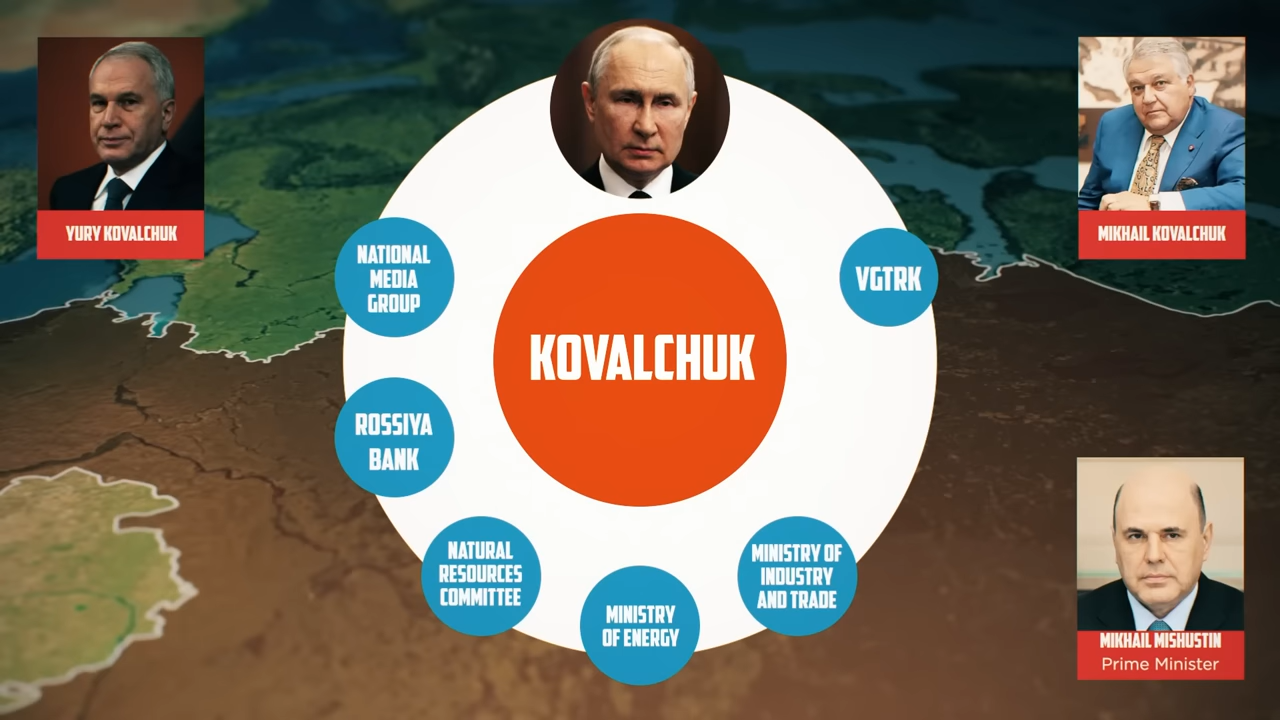 YURY KOVALCHUK
MIKHAIL KOVALCHUK
NATIONAL
MEDIA
GROUP
VGTRK
KOVALCHUK
ROSSIYA
BANK
NATURAL
RESOURCES
COMMITTEE
MINISTRY
OF ENERGY
MINISTRY OF
INDUSTRY
AND TRADE
MIKHAIL MISHUSTIN
Prime Minister